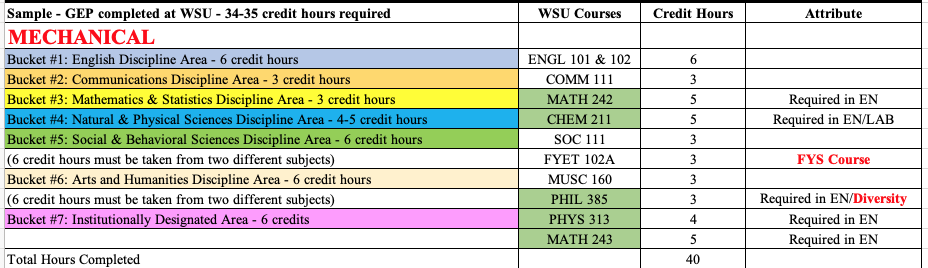 Sample - GEP completed at WSU - 34-35 credit hours required WSU Courses Credit Hours Attribute
MECHANICAL
Bucket #1: English Discipline Area - 6 credit hours ENGL 101 & 102 6
Bucket #2: Communications Discipline Area - 3 credit hours COMM 111 3
Bucket #3: Mathematics & Statistics Discipline Area - 3 credit hours MATH 242 5 Required in EN
Bucket #4: Natural & Physical Sciences Discipline Area - 4-5 credit hours CHEM 211 5 Required in EN/LAB
Bucket #5: Social & Behavioral Sciences Discipline Area - 6 credit hours SOC 111 3
(6 credit hours must be taken from two different subjects) FYET 102A 3 FYS Course
Bucket #6: Arts and Humanities Discipline Area - 6 credit hours MUSC 160 3
(6 credit hours must be taken from two different subjects) PHIL 385 3 Required in EN/Diversity
Bucket #7: Institutionally Designated Area - 6 credits PHYS 313 4 Required in EN
MATH 243 5 Required in EN
Total Hours Completed 40